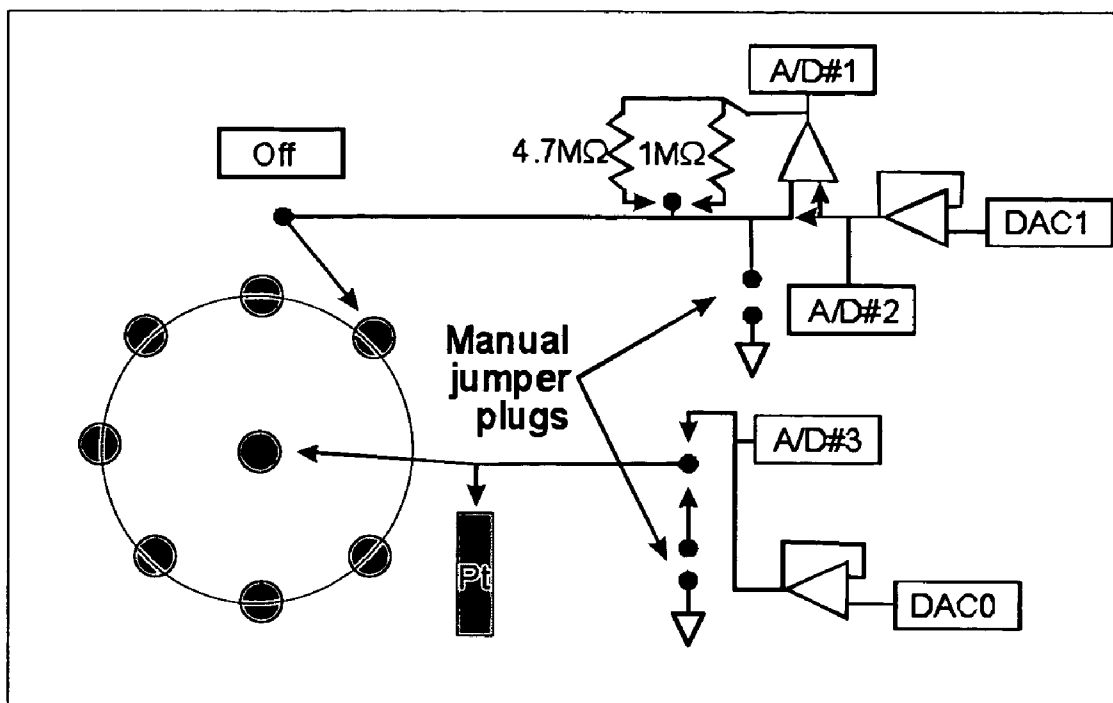 A/D#1
Off
4.7MΩ
1MΩ
DAC1
A/D#2
Manual
jumper
plugs
A/D#3
Pt
DAC0